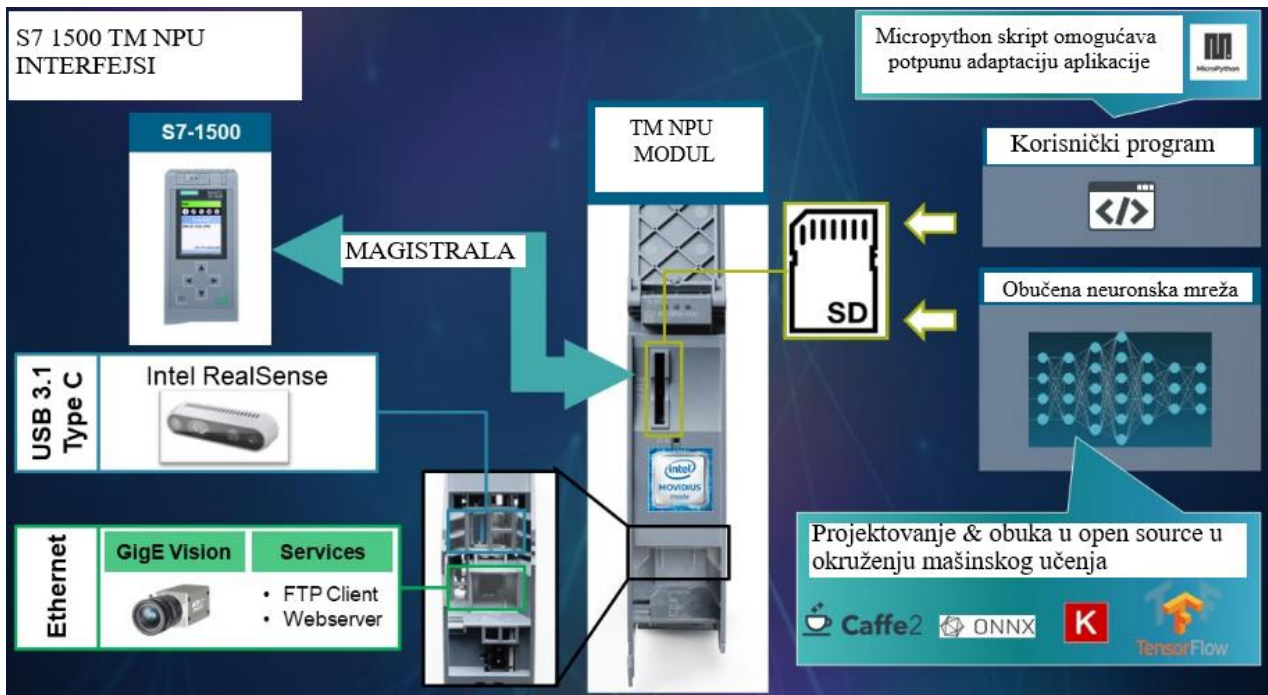 S7 1500 TM NPU
INTERFEJSI
Micropython skript omogućava
potpunu adaptaciju aplikacije
MicroPython
S7-1500
TM NPU
MODUL
Korisnički program
</>
MAGISTRALA
SD
Obučena neuronska mreža
USB 3.1
Type C
Intel RealSense
intel
MOVIDIUS
inside
Ethernet
GigE Vision
Services
• FTP Client
• Webserver
Projektovanje & obuka u open source u
okruženju mašinskog učenja
Caffe2
ONNX
K
TensorFlow